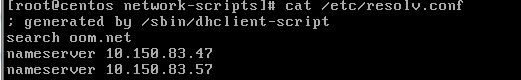 [root@centos network-scripts]# cat /etc/resolv.conf
; generated by /sbin/dhclient-script
search oom.net
nameserver 10.150.83.47
nameserver 10.150.83.57